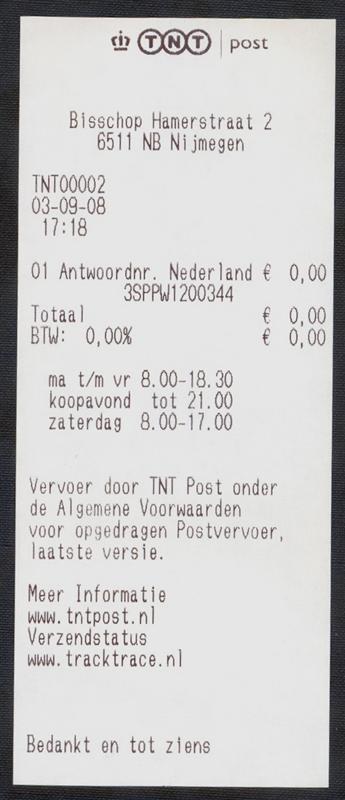 TNT post
Bisschop Hamerstraat 2
6511 NB Nijmegen
TNT00002
03-09-08
17:18
01 Antwoordnr. Nederland € 0,00
3SPPW1200344
Totaal € 0,00
BTW: 0,00% € 0,00
ma t/m vr 8.00-18.30
koopavond tot 21.00
zaterdag 8.00-17.00
Vervoer door TNT Post onder
de Algemene Voorwaarden
voor opgedragen Postvervoer,
laatste versie.
Meer Informatie
www.tntpost.nl
Verzendstatus
www.tracktrace.nl
Bedankt en tot ziens